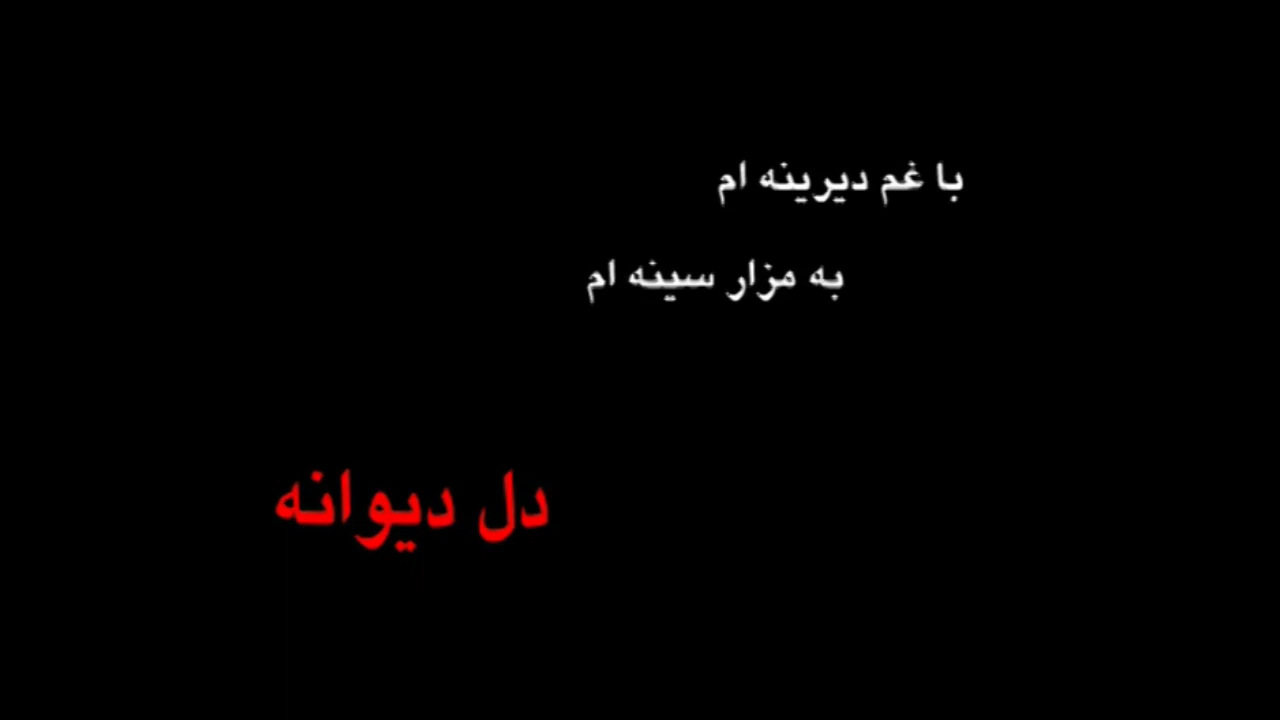 با غم دیرینه ام
به مزار سینه ام
دل دیوانه